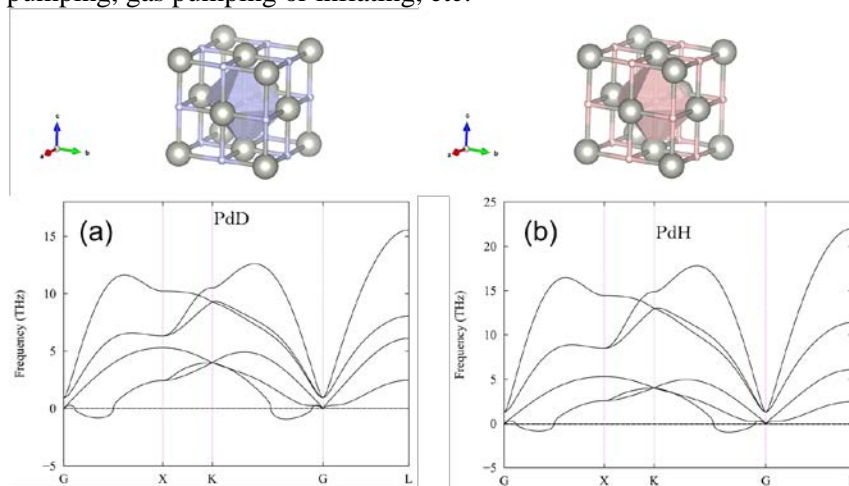 pumping, gas pumping or inflating, etc.
c
a
b
c
a
b
(a)
PdD
Frequency (THz)
15
10
5
0
−5
G
X
K
G
L
(b)
PdH
Frequency (THz)
25
20
15
10
5
0
−5
G
X
K
G